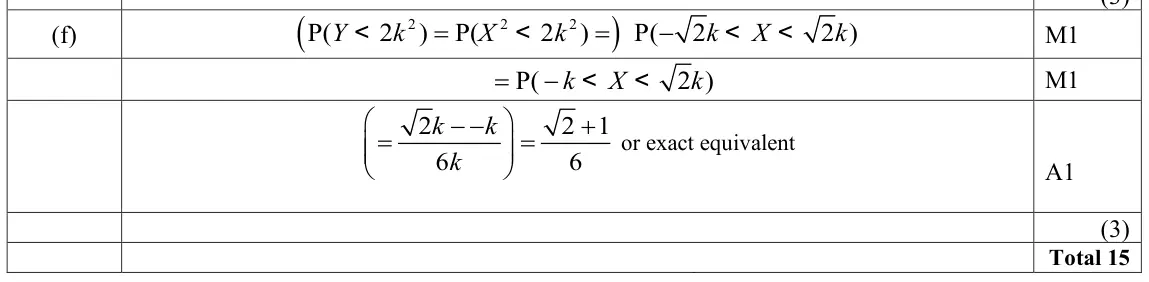 (3)
(f) (P(Y < 2k²) = P(X² < 2k²) =) P(−√2k < X < √2k) M1
= P(−k < X < √2k) M1
(= (√2k − −k)/(6k)) = (√2 + 1)/6 or exact equivalent A1
(3)
Total 15